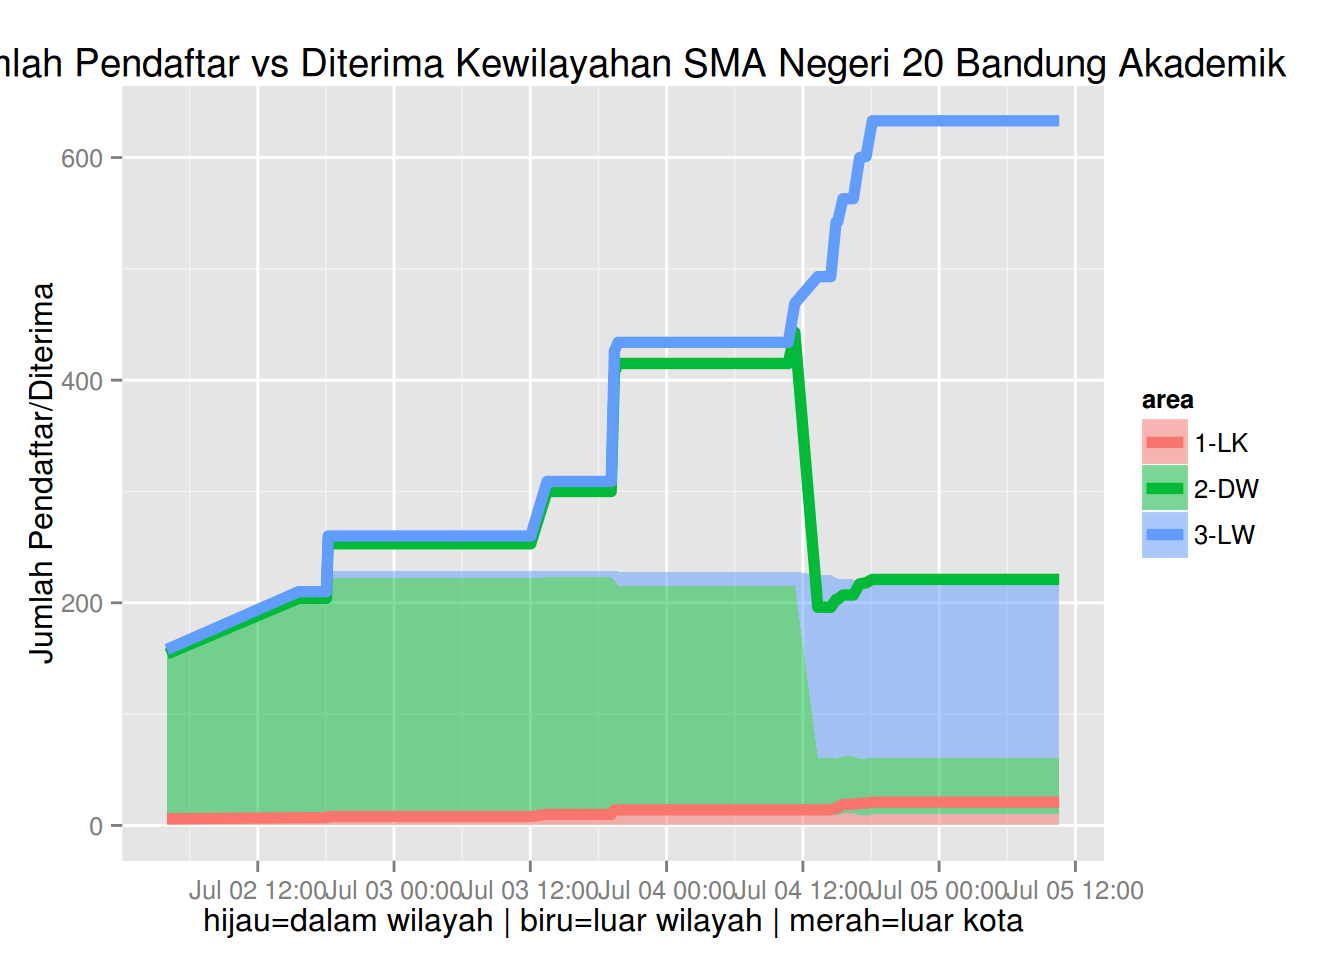 Pendaftar vs Diterima Kewilayahan SMA Negeri 20 Bandung Akademik
Jumlah Pendaftar/Diterima
600
400
200
0
area
1-LK
2-DW
3-LW
Jul 02 12:00
Jul 03 00:00
Jul 03 12:00
Jul 04 00:00
Jul 04 12:00
Jul 05 00:00
Jul 05 12:00
hijau=dalam wilayah | biru=luar wilayah | merah=luar kota